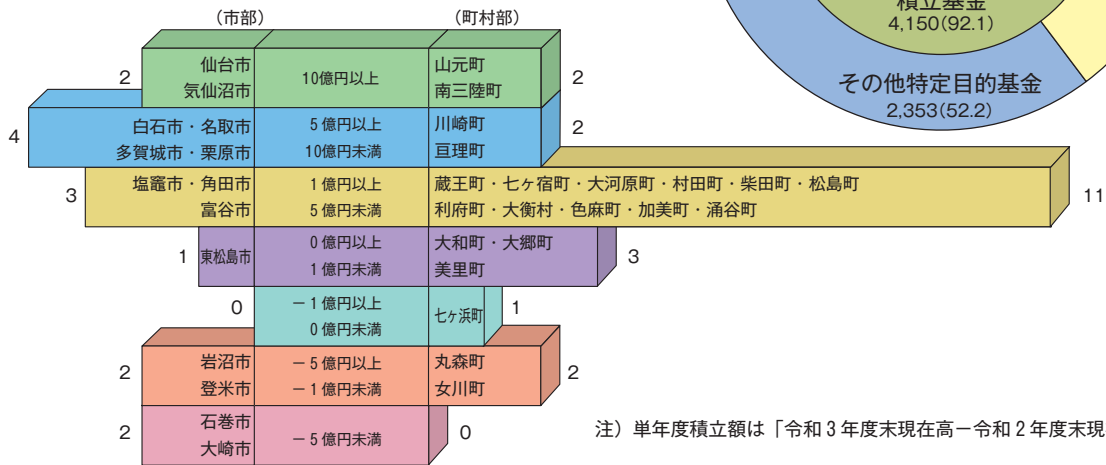 （市部）
（町村部）
積立基金
4,150(92.1)
その他特定目的基金
2,353(52.2)
2
仙台市
気仙沼市
10億円以上
山元町
南三陸町
2
4
白石市・名取市
多賀城市・栗原市
5億円以上
10億円未満
川崎町
亘理町
2
3
塩竈市・角田市
富谷市
1億円以上
5億円未満
蔵王町・七ヶ宿町・大河原町・村田町・柴田町・松島町
利府町・大衡村・色麻町・加美町・涌谷町
11
1
東松島市
0億円以上
1億円未満
大和町・大郷町
美里町
3
0
－1億円以上
0億円未満
七ヶ浜町
1
2
岩沼市
登米市
－5億円以上
－1億円未満
丸森町
女川町
2
2
石巻市
大崎市
－5億円未満
0
注）単年度積立額は「令和3年度末現在高－令和2年度末現